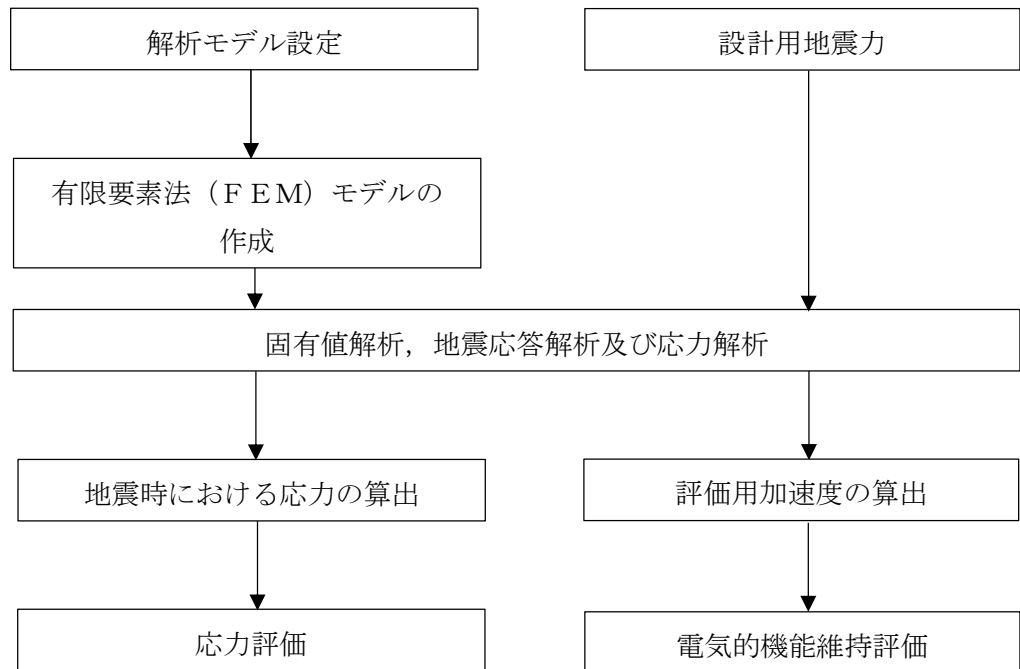 解析モデル設定
設計用地震力
有限要素法（ＦＥＭ）モデルの
作成
固有値解析，地震応答解析及び応力解析
地震時における応力の算出
評価用加速度の算出
応力評価
電気的機能維持評価